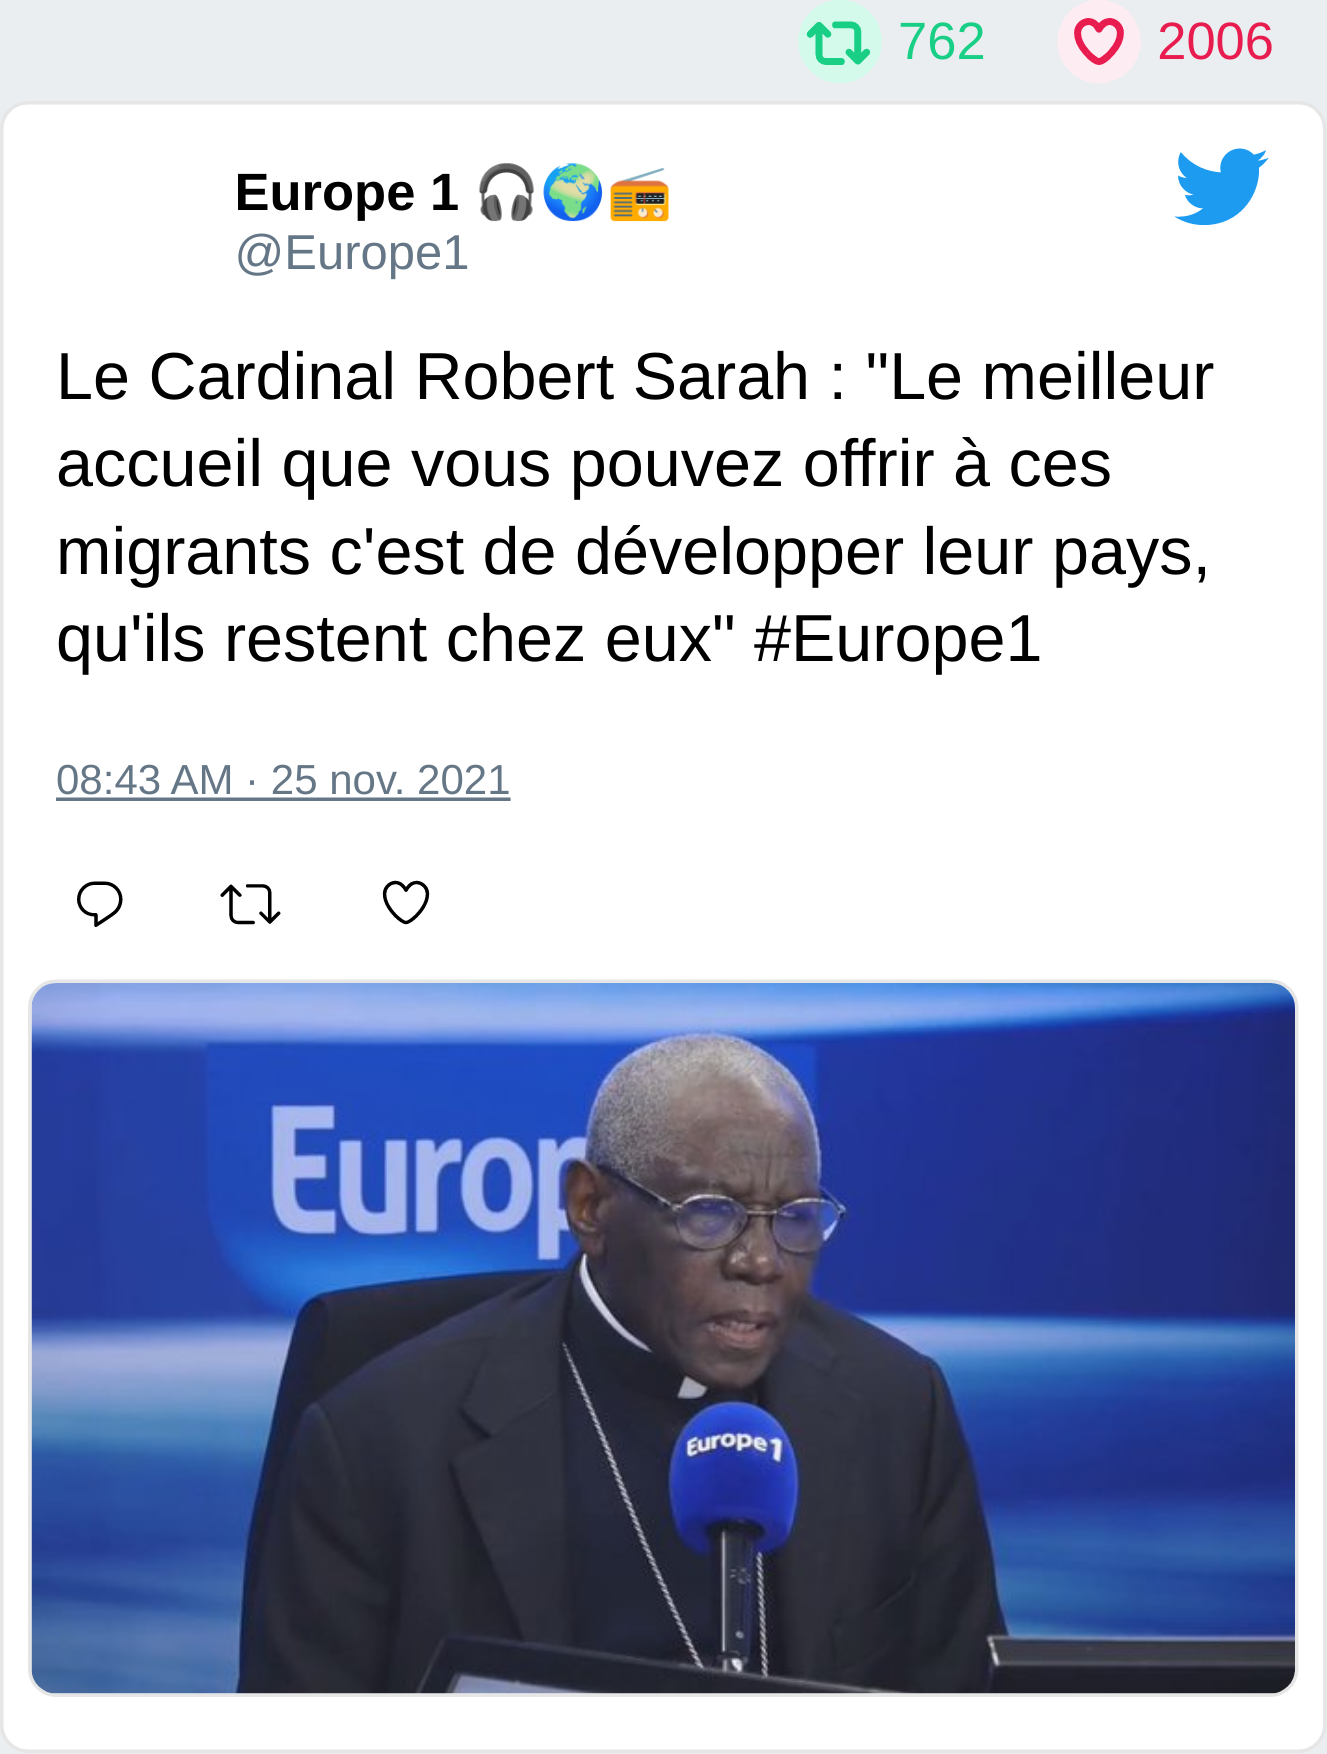 762 2006
Europe 1 🎧🌍📻
@Europe1
Le Cardinal Robert Sarah : "Le meilleur
accueil que vous pouvez offrir à ces
migrants c'est de développer leur pays,
qu'ils restent chez eux" #Europe1
08:43 AM · 25 nov. 2021
Europ
Europe1